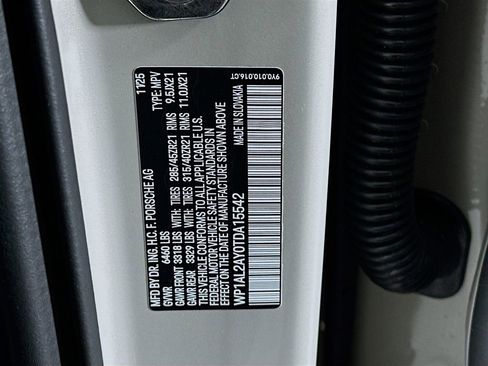 MFD BY DR. ING. H.C. F. PORSCHE AG 11/25
GVWR 6460 LBS TYPE: MPV
GAWR FRONT 3318 LBS WITH: TIRES 285/45ZR21 RIMS 9.5JX21
GAWR REAR 3329 LBS WITH: TIRES 315/40ZR21 RIMS 11.0JX21
THIS VEHICLE CONFORMS TO ALL APPLICABLE U.S.
FEDERAL MOTOR VEHICLE SAFETY STANDARDS IN
EFFECT ON THE DATE OF MANUFACTURE SHOWN ABOVE
WP1AL2AY0TDA15542 MADE IN SLOVAKIA
9Y0.010.016.CT